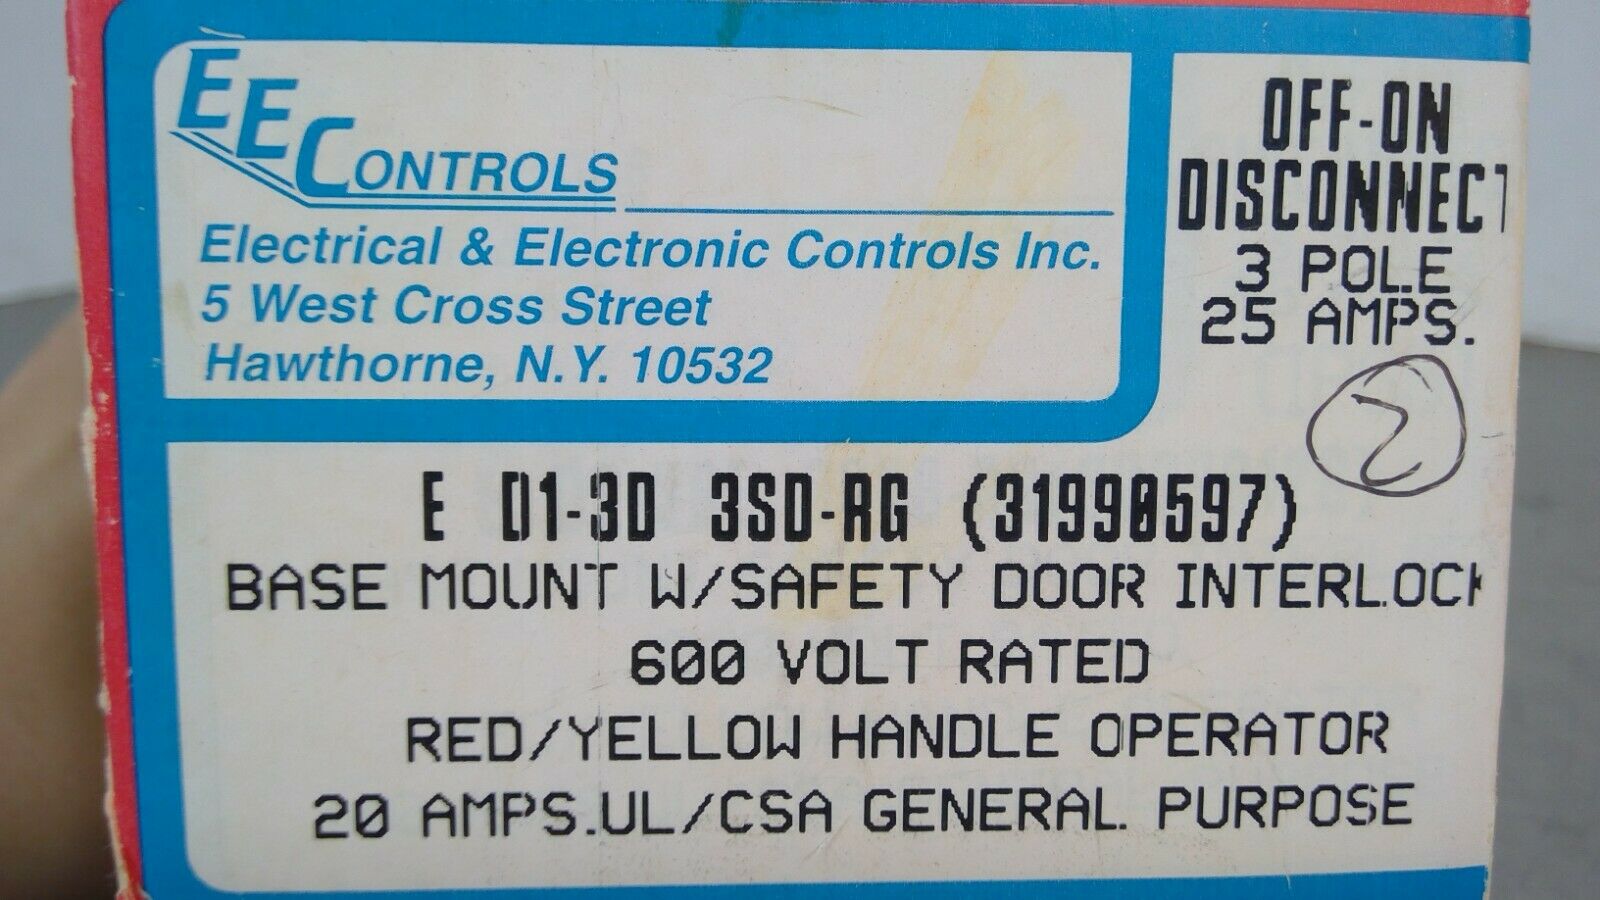 EECONTROLS
Electrical & Electronic Controls Inc.
5 West Cross Street
Hawthorne, N.Y. 10532
OFF-ON
DISCONNECT
3 POLE
25 AMPS.
2
E D1-3D 3SD-RG (31990597)
BASE MOUNT W/SAFETY DOOR INTERLOCK
600 VOLT RATED
RED/YELLOW HANDLE OPERATOR
20 AMPS.UL/CSA GENERAL PURPOSE